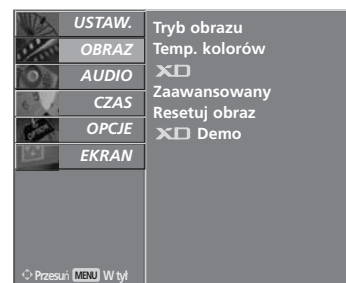 USTAW.
OBRAZ
AUDIO
CZAS
OPCJE
EKRAN
Tryb obrazu
Temp. kolorów
XD
Zaawansowany
Resetuj obraz
XD Demo
Przesuń MENU W tył